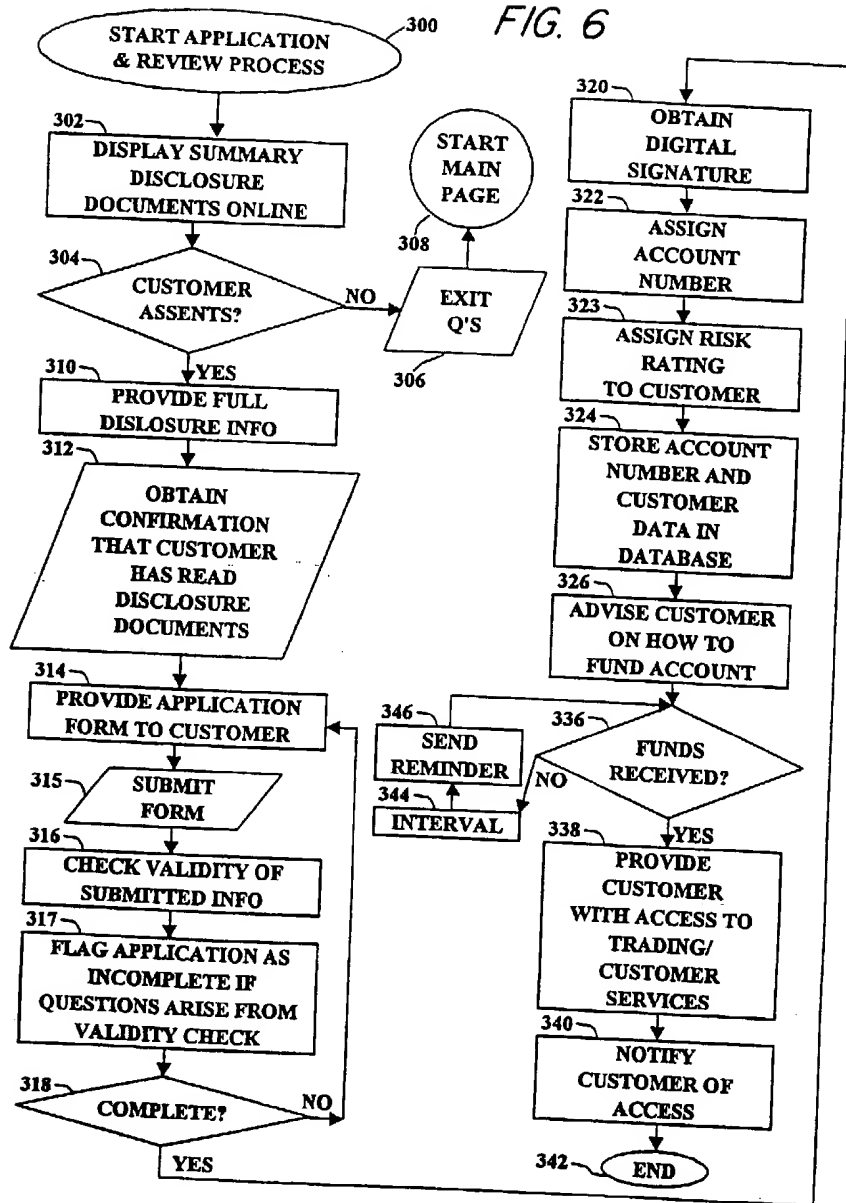 FIG. 6
300
START APPLICATION
& REVIEW PROCESS
302
DISPLAY SUMMARY
DISCLOSURE
DOCUMENTS ONLINE
304
CUSTOMER
ASSENTS?
NO
EXIT
Q'S
306
START
MAIN
PAGE
308
YES
310
PROVIDE FULL
DISLOSURE INFO
312
OBTAIN
CONFIRMATION
THAT CUSTOMER
HAS READ
DISCLOSURE
DOCUMENTS
314
PROVIDE APPLICATION
FORM TO CUSTOMER
315
SUBMIT
FORM
316
CHECK VALIDITY OF
SUBMITTED INFO
317
FLAG APPLICATION AS
INCOMPLETE IF
QUESTIONS ARISE FROM
VALIDITY CHECK
318
COMPLETE?
NO
YES
320
OBTAIN
DIGITAL
SIGNATURE
322
ASSIGN
ACCOUNT
NUMBER
323
ASSIGN RISK
RATING
TO CUSTOMER
324
STORE ACCOUNT
NUMBER AND
CUSTOMER
DATA IN
DATABASE
326
ADVISE CUSTOMER
ON HOW TO
FUND ACCOUNT
336
FUNDS
RECEIVED?
NO
344
INTERVAL
346
SEND
REMINDER
YES
338
PROVIDE
CUSTOMER
WITH ACCESS TO
TRADING/
CUSTOMER
SERVICES
340
NOTIFY
CUSTOMER OF
ACCESS
342
END